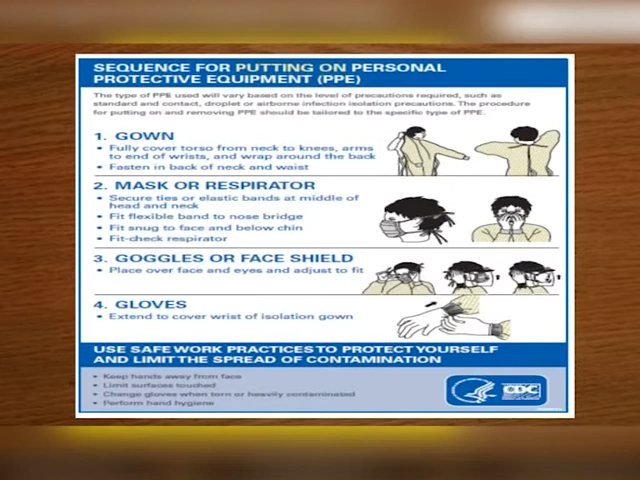 SEQUENCE FOR PUTTING ON PERSONAL
PROTECTIVE EQUIPMENT (PPE)
The type of PPE used will vary based on the level of precautions required, such as
standard and contact, droplet or airborne infection isolation precautions. The procedure
for putting on and removing PPE should be tailored to the specific type of PPE.
1. GOWN
• Fully cover torso from neck to knees, arms
to end of wrists, and wrap around the back
• Fasten in back of neck and waist
2. MASK OR RESPIRATOR
• Secure ties or elastic bands at middle of
head and neck
• Fit flexible band to nose bridge
• Fit snug to face and below chin
• Fit-check respirator
3. GOGGLES OR FACE SHIELD
• Place over face and eyes and adjust to fit
4. GLOVES
• Extend to cover wrist of isolation gown
USE SAFE WORK PRACTICES TO PROTECT YOURSELF
AND LIMIT THE SPREAD OF CONTAMINATION
• Keep hands away from face
• Limit surfaces touched
• Change gloves when torn or heavily contaminated
• Perform hand hygiene
CDC